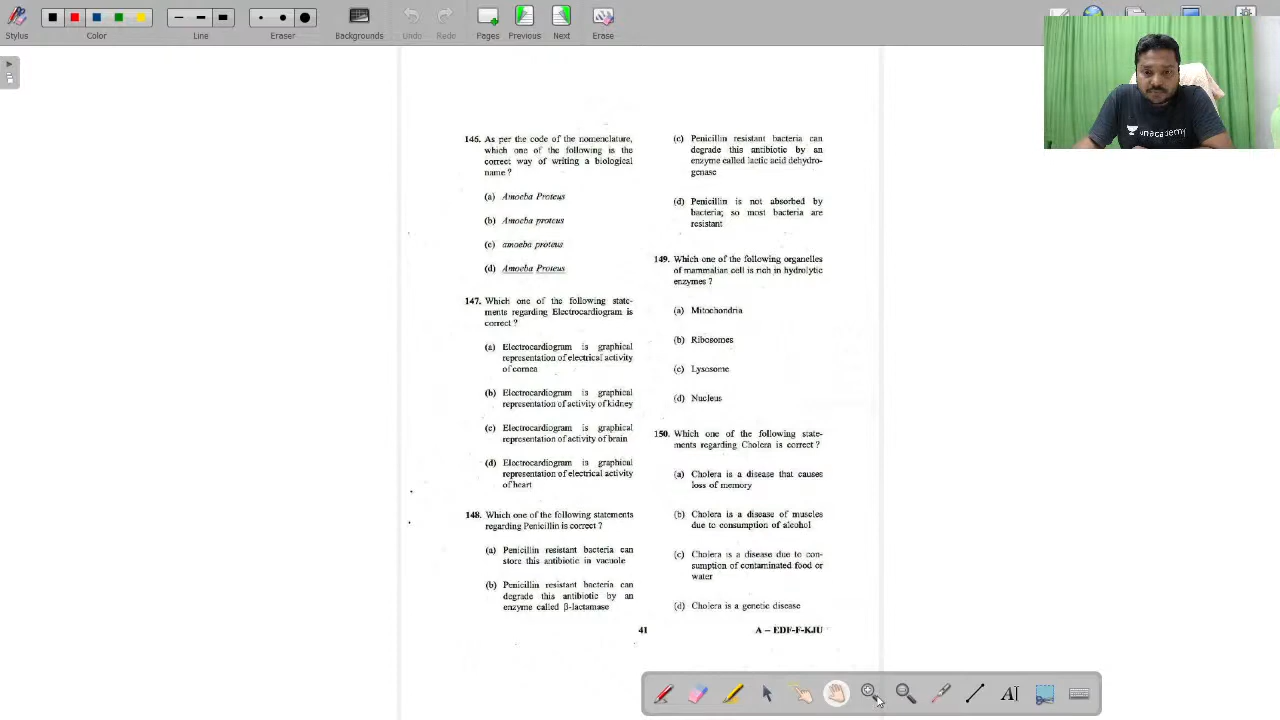 Stylus
Color
Line
Eraser
Backgrounds
Undo
Redo
Pages
Previous
Next
Erase
unacademy
146. As per the code of the nomenclature,
which one of the following is the
correct way of writing a biological
name ?
(a) Amoeba Proteus
(b) Amoeba proteus
(c) amoeba proteus
(d) Amoeba Proteus
147. Which one of the following state-
ments regarding Electrocardiogram is
correct ?
(a) Electrocardiogram is graphical
representation of electrical activity
of cornea
(b) Electrocardiogram is graphical
representation of activity of kidney
(c) Electrocardiogram is graphical
representation of activity of brain
(d) Electrocardiogram is graphical
representation of electrical activity
of heart
148. Which one of the following statements
regarding Penicillin is correct ?
(a) Penicillin resistant bacteria can
store this antibiotic in vacuole
(b) Penicillin resistant bacteria can
degrade this antibiotic by an
enzyme called β-lactamase
(c) Penicillin resistant bacteria can
degrade this antibiotic by an
enzyme called lactic acid dehydro-
genase
(d) Penicillin is not absorbed by
bacteria; so most bacteria are
resistant
149. Which one of the following organelles
of mammalian cell is rich in hydrolytic
enzymes ?
(a) Mitochondria
(b) Ribosomes
(c) Lysosome
(d) Nucleus
150. Which one of the following state-
ments regarding Cholera is correct ?
(a) Cholera is a disease that causes
loss of memory
(b) Cholera is a disease of muscles
due to consumption of alcohol
(c) Cholera is a disease due to con-
sumption of contaminated food or
water
(d) Cholera is a genetic disease
41
A – EDF-F-KJU